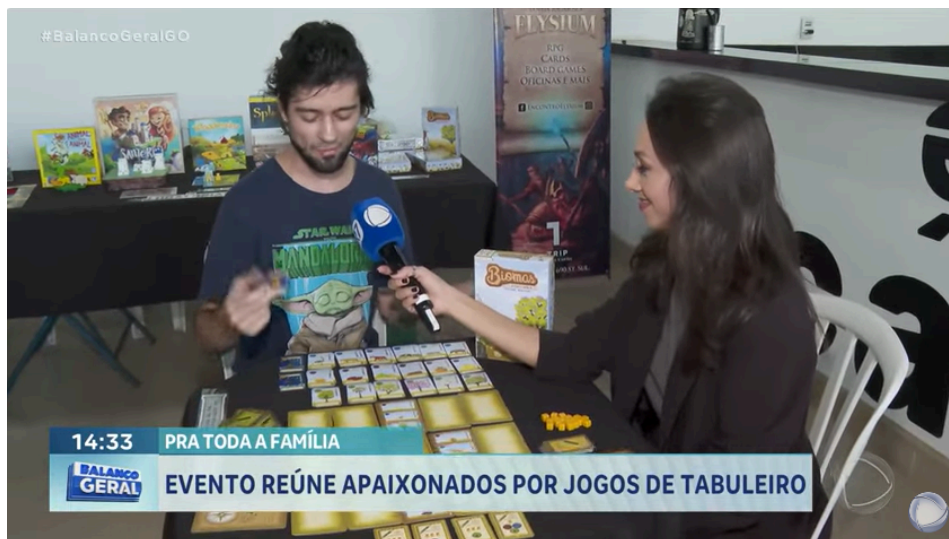 #BalancoGeralGO
ELYSIUM
RPG
CARDS
BOARD GAMES
OFICINAS E MAIS
STAR WARS
MANDALO
Biomas
14:33
PRA TODA A FAMÍLIA
BALANÇO
GERAL
EVENTO REÚNE APAIXONADOS POR JOGOS DE TABULEIRO